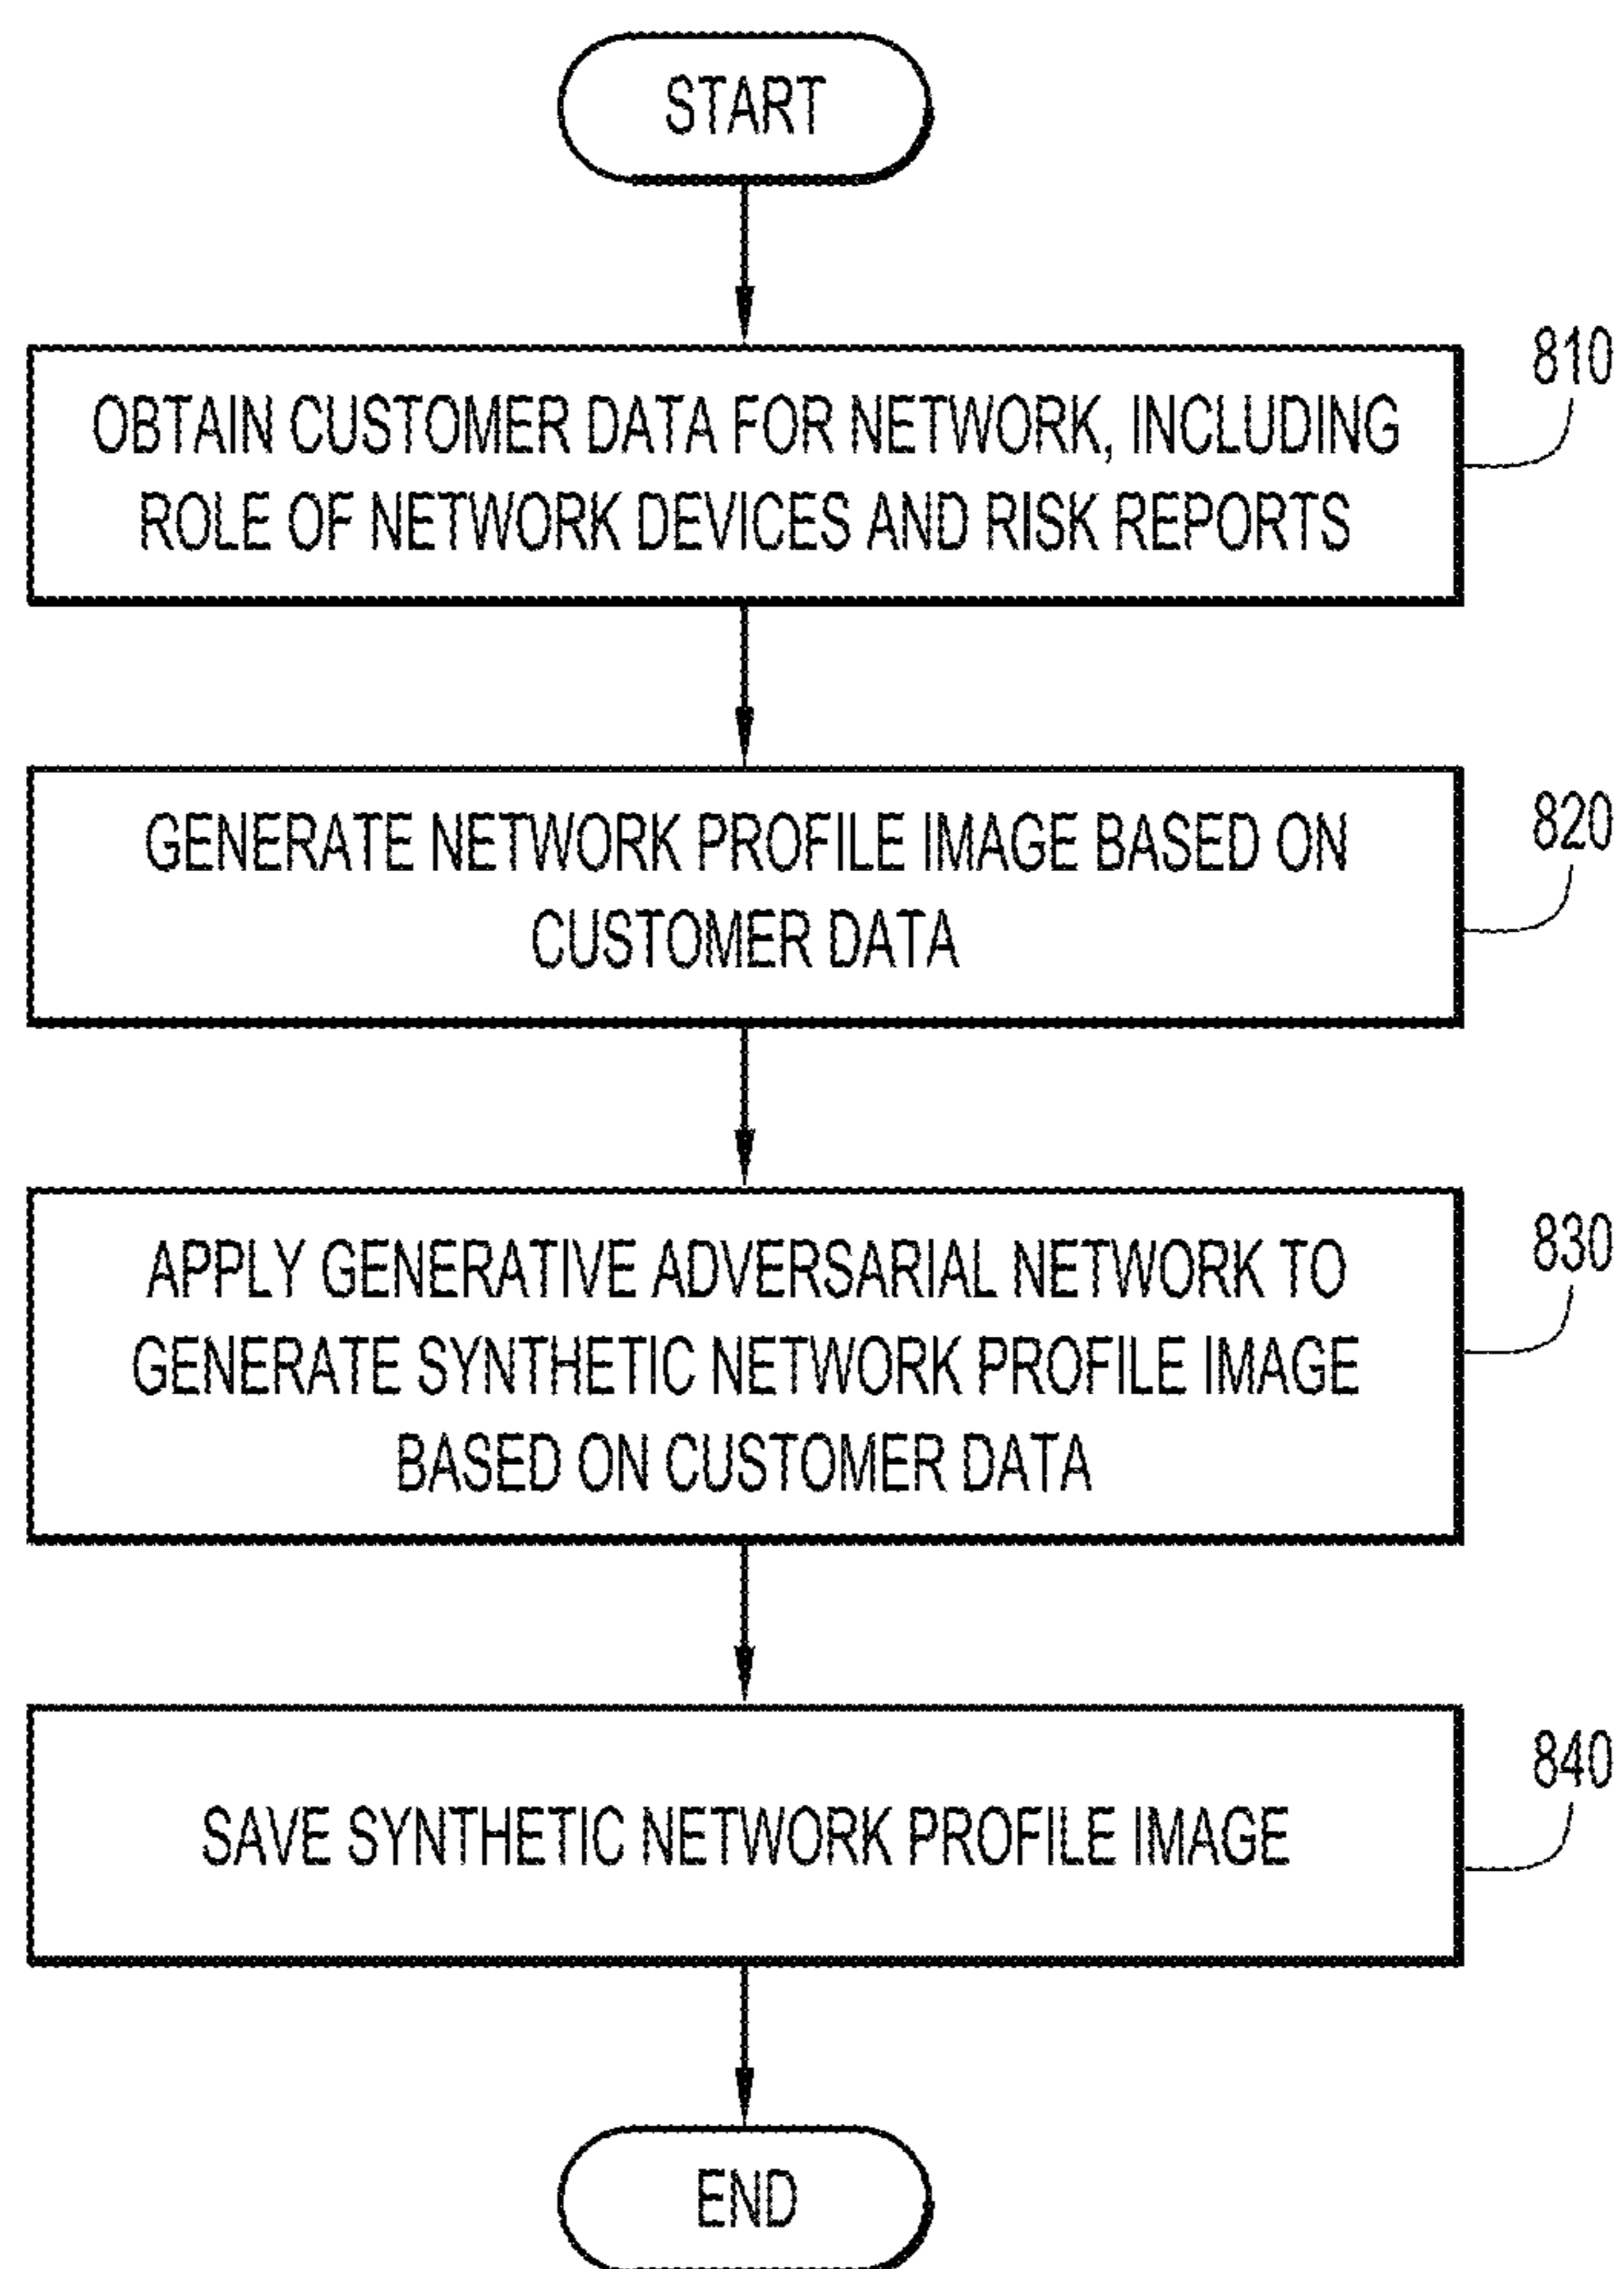 START
810
OBTAIN CUSTOMER DATA FOR NETWORK, INCLUDING
ROLE OF NETWORK DEVICES AND RISK REPORTS
820
GENERATE NETWORK PROFILE IMAGE BASED ON
CUSTOMER DATA
830
APPLY GENERATIVE ADVERSARIAL NETWORK TO
GENERATE SYNTHETIC NETWORK PROFILE IMAGE
BASED ON CUSTOMER DATA
840
SAVE SYNTHETIC NETWORK PROFILE IMAGE
END